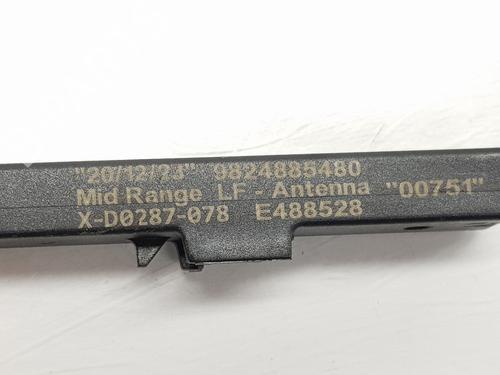 "20/12/23" 9824885480
Mid Range LF - Antenna "00751"
X-D0287-078 E488528